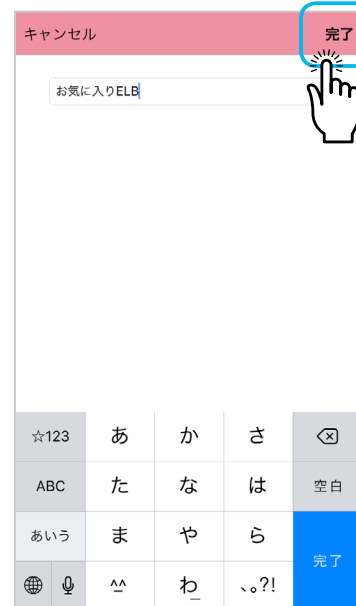 キャンセル 完了
お気に入りELB
☆123 あ か さ
ABC た な は 空白
あいう ま や ら 完了
^^ わ_ 、。?!